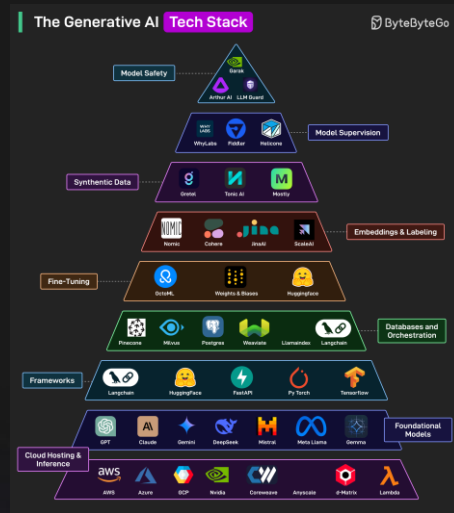 The Generative AI Tech Stack
ByteByteGo
Model Safety
Garak
Arthur AI LLM Guard
WHY LABS
WhyLabs Fiddler Helicone
Model Supervision
Synthentic Data
Gretel Tonic AI Mostly
NOMIC
Jina
Nomic Cohere JinaAI ScaleAI
Embeddings & Labeling
Fine-Tuning
OctoML Weights & Biases Huggingface
Pinecone Milvus Postgres Weaviate Llamaindex Langchain
Databases and
Orchestration
Frameworks
Langchain HuggingFace FastAPI Py Torch Tensorflow
GPT Claude Gemini DeepSeek Mistral Meta Llama Gemma
Foundational
Models
Cloud Hosting &
Inference
aws
AWS Azure GCP Nvidia Coreweave Anyscale d-Matrix Lambda